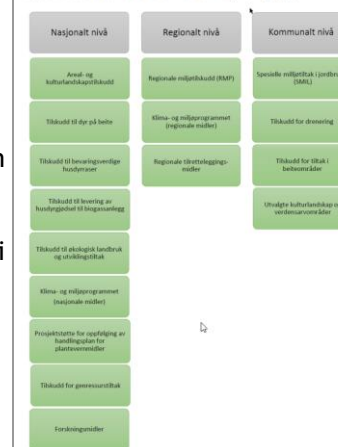 Nasjonalt nivå
Areal- og
kulturlandskapstilskudd
Tilskudd til dyr på beite
Tilskudd til bevaringsverdige
husdyrraser
Tilskudd til levering av
husdyrgjødsel til biogassanlegg
Tilskudd til økologisk landbruk
og utviklingstiltak
Klima- og miljøprogrammet
(nasjonale midler)
Prosjektstøtte for oppfølging av
handlingsplan for
plantevernmidler
Tilskudd for genressurstiltak
Forskningsmidler
Regionalt nivå
Regionale miljøtilskudd (RMP)
Klima- og miljøprogrammet
(regionale midler)
Regionale tilretteleggings-
midler
Kommunalt nivå
Spesielle miljøtiltak i jordbru
(SMIL)
Tilskudd for drenering
Tilskudd for tiltak i
beiteområder
Utvalgte kulturlandskap o
verdensarvområder
n
i